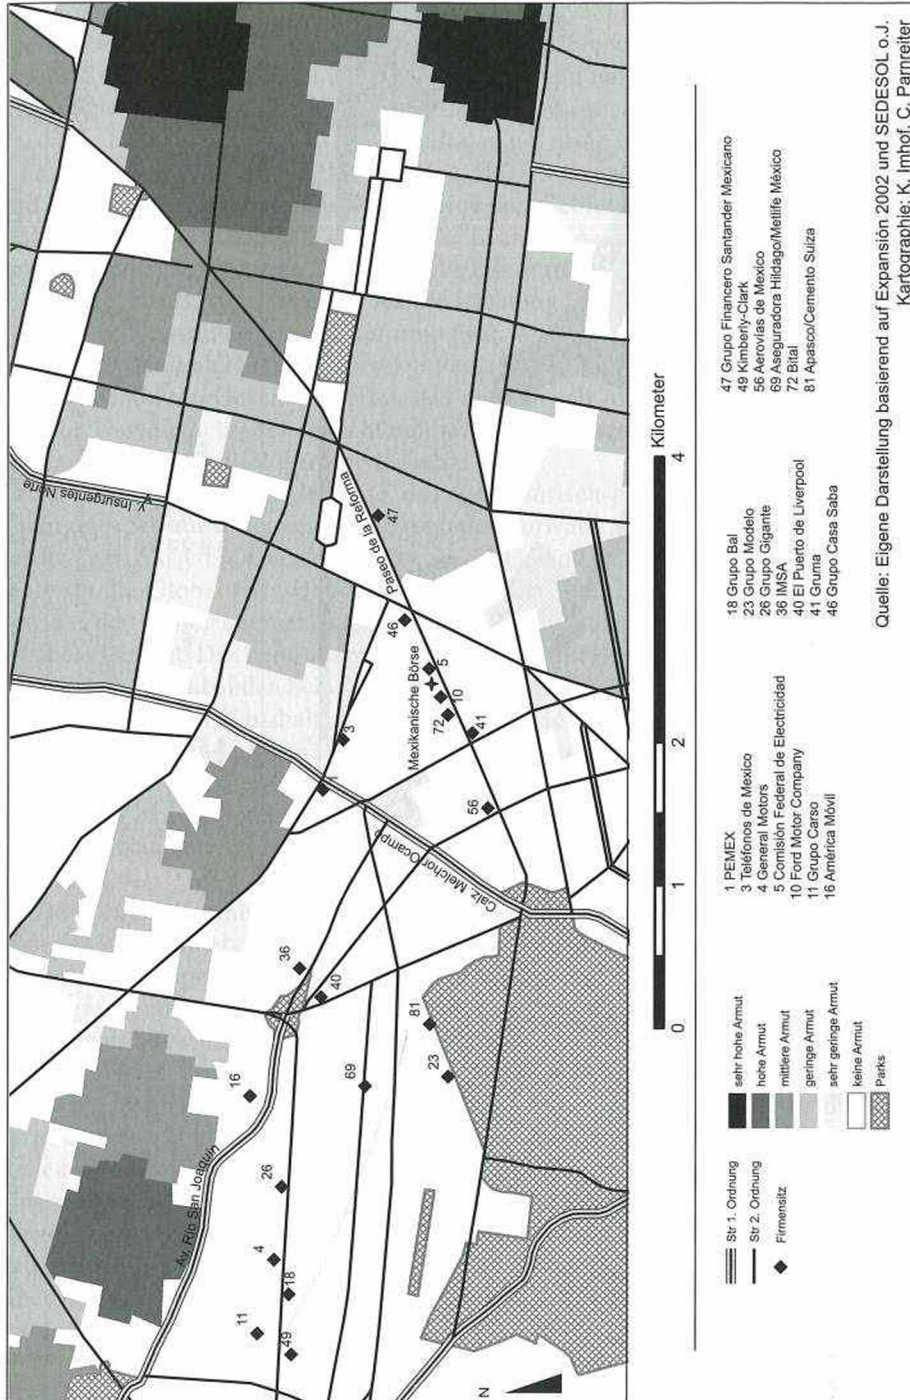 Av. Río San Joaquín
Calz. Melchor Ocampo
Paseo de la Reforma
Mexikanische Börse
Insurgentes Norte
11
49
18
4
26
16
69
23
81
40
36
1
3
56
41
72
10
5
46
47
N
0
1
2
4
Kilometer
Str 1. Ordnung
Str 2. Ordnung
Firmensitz
sehr hohe Armut
hohe Armut
mittlere Armut
geringe Armut
sehr geringe Armut
keine Armut
Parks
1 PEMEX
3 Teléfonos de Mexico
4 General Motors
5 Comisión Federal de Electricidad
10 Ford Motor Company
11 Grupo Carso
16 América Móvil
18 Grupo Bal
23 Grupo Modelo
26 Grupo Gigante
36 IMSA
40 El Puerto de Liverpool
41 Gruma
46 Grupo Casa Saba
47 Grupo Financero Santander Mexicano
49 Kimberly-Clark
56 Aerovías de Mexico
69 Aseguradora Hildago/Metlife México
72 Bital
81 Apasco/Cemento Suiza
Quelle: Eigene Darstellung basierend auf Expansión 2002 und SEDESOL o.J.
Kartographie: K. Imhof, C. Parnreiter